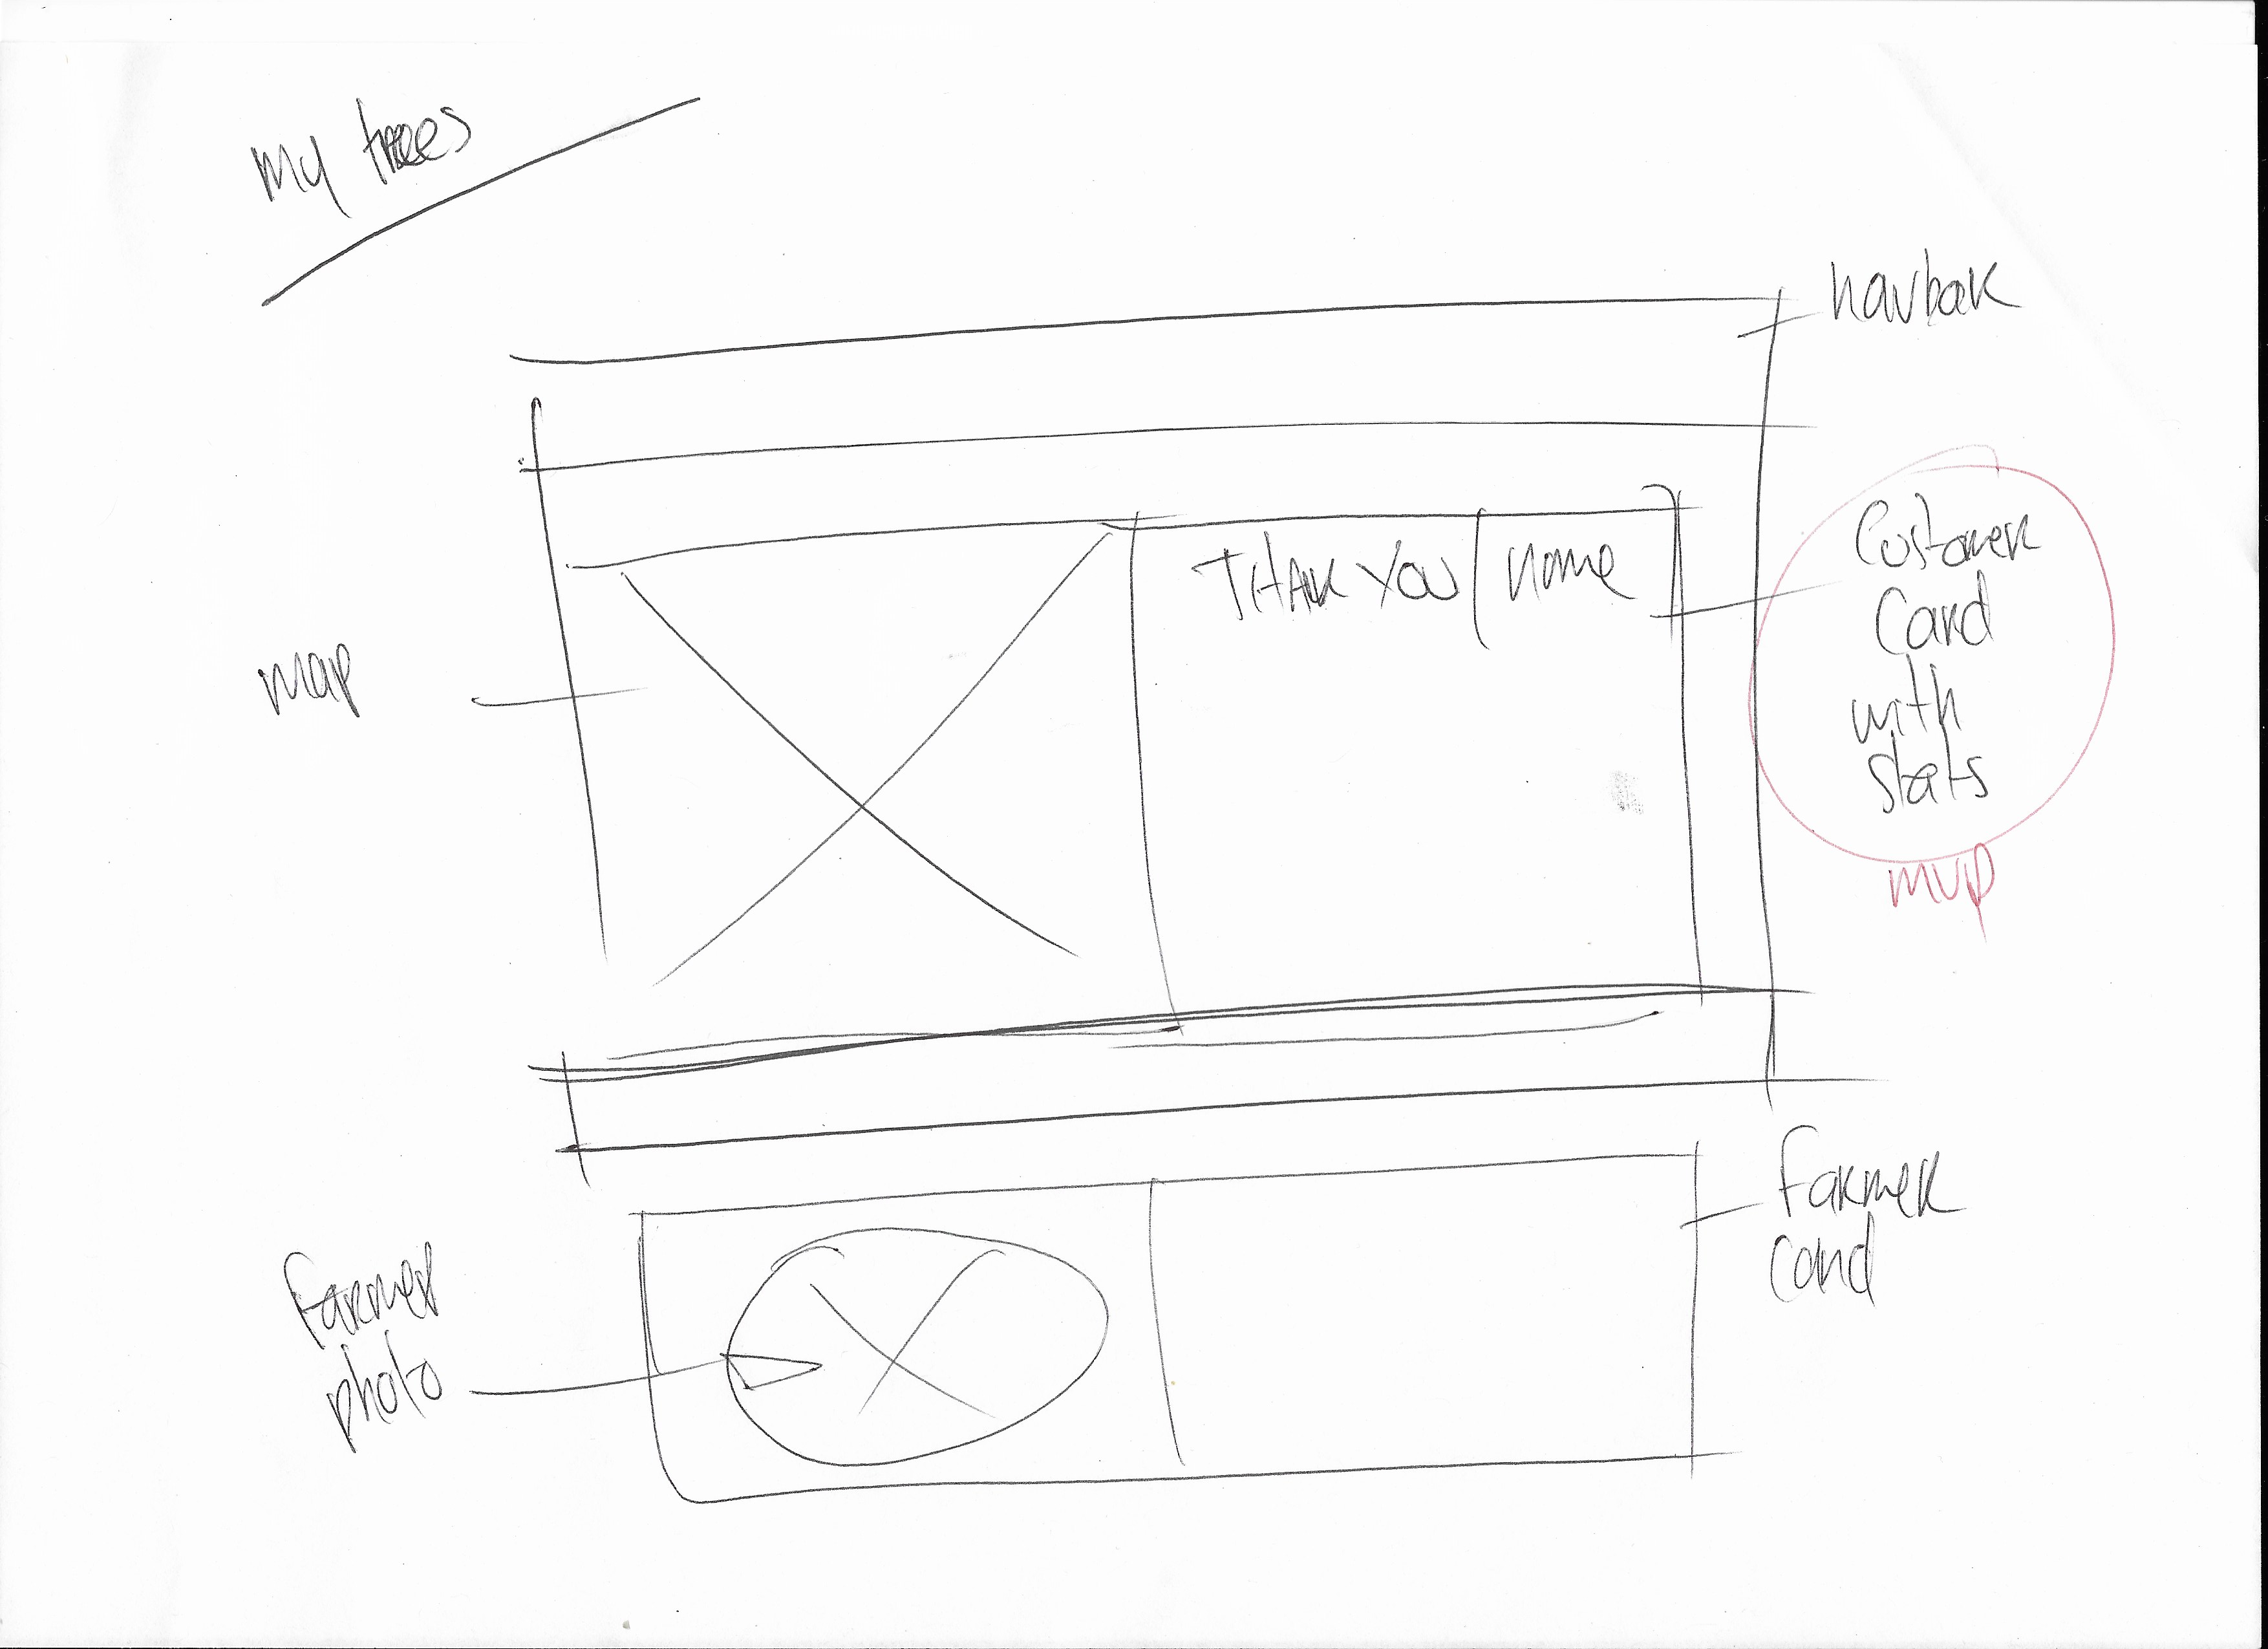 my trees
navbar
THANK YOU [name]
Customer
Card
with
stats
mvp
map
Farmer
card
Farmer
photo